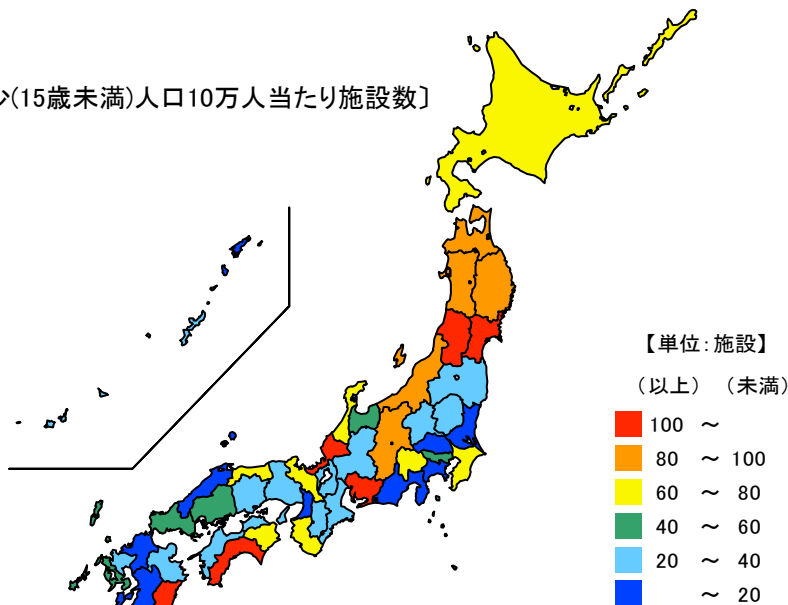 (15歳未満)人口10万人当たり施設数〕
【単位：施設】
（以上） （未満）
100 ～
80 ～ 100
60 ～ 80
40 ～ 60
20 ～ 40
～ 20